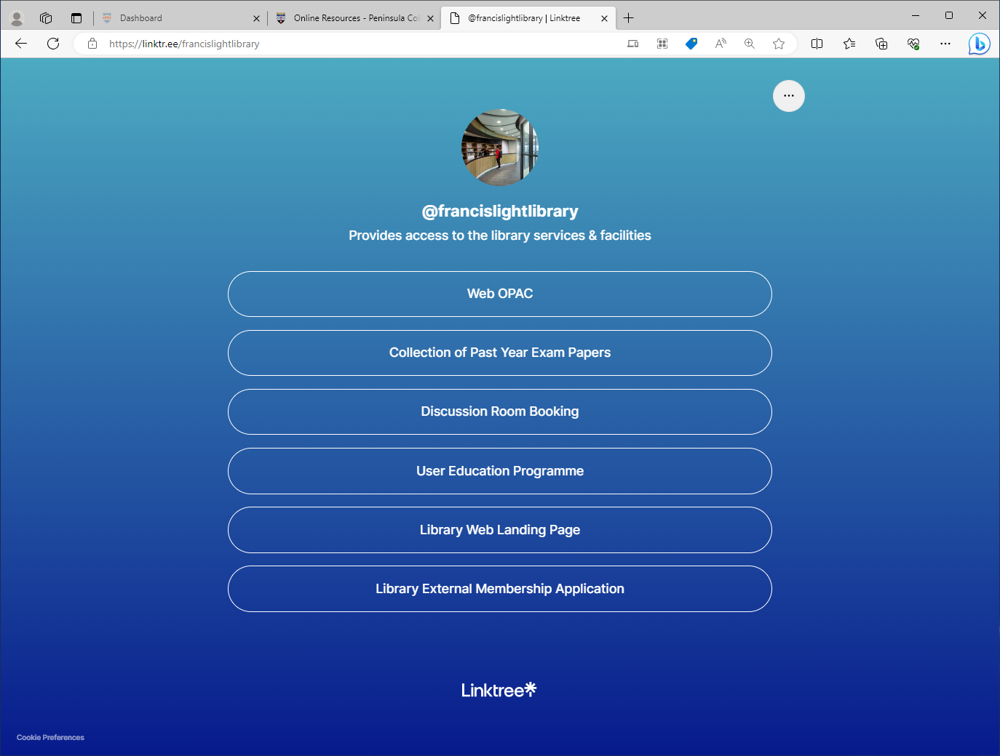 Dashboard
Online Resources - Peninsula Col
@francislightlibrary | Linktree
https://linktr.ee/francislightlibrary
@francislightlibrary
Provides access to the library services & facilities
Web OPAC
Collection of Past Year Exam Papers
Discussion Room Booking
User Education Programme
Library Web Landing Page
Library External Membership Application
Linktree
Cookie Preferences